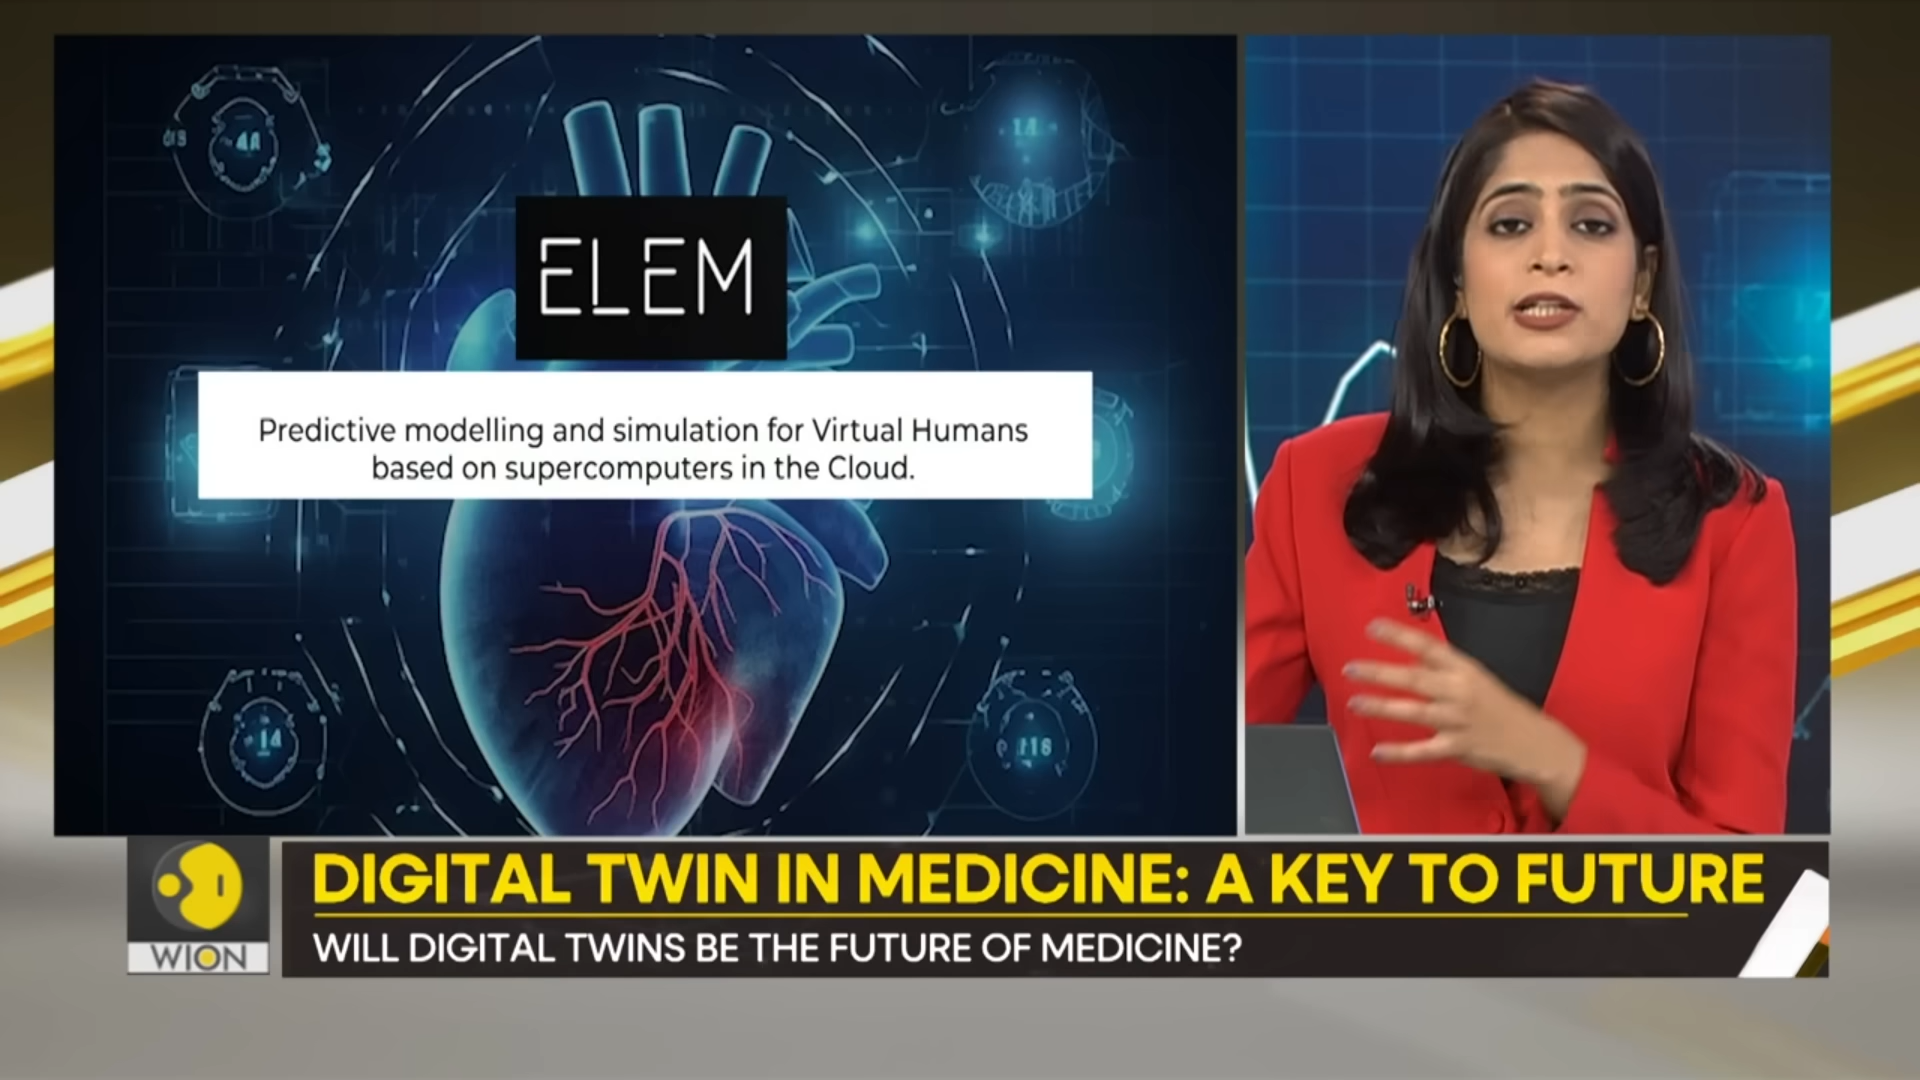 ELEM
Predictive modelling and simulation for Virtual Humans
based on supercomputers in the Cloud.
DIGITAL TWIN IN MEDICINE: A KEY TO FUTURE
WILL DIGITAL TWINS BE THE FUTURE OF MEDICINE?
WION